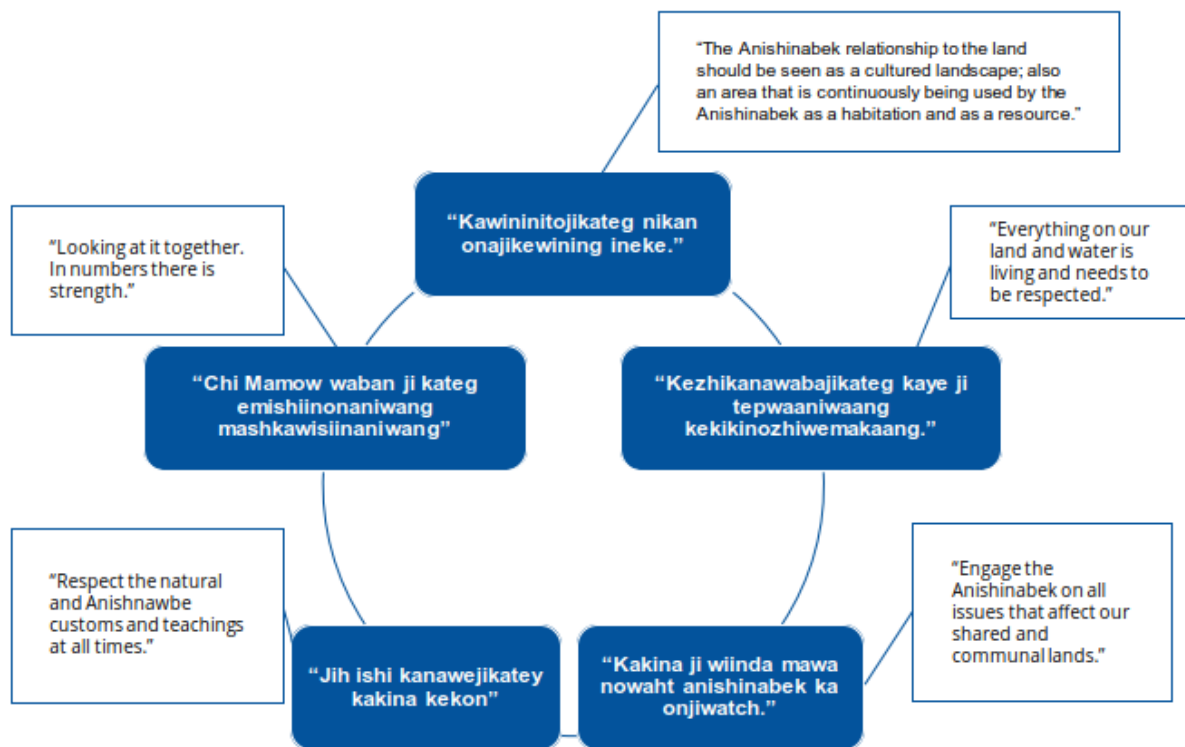 “The Anishinabek relationship to the land
should be seen as a cultured landscape; also
an area that is continuously being used by the
Anishinabek as a habitation and as a resource.”
“Kawininitojikateg nikan
onajikewining ineke.”
“Looking at it together.
In numbers there is
strength.”
“Everything on our
land and water is
living and needs to
be respected.”
“Chi Mamow waban ji kateg
emishiinonaniwang
mashkawisiinaniwang”
“Kezhikanawabajikateg kaye ji
tepwaaniwaang
kekikinozhiwemakaang.”
“Respect the natural
and Anishnawbe
customs and teachings
at all times.”
“Engage the
Anishinabek on all
issues that affect our
shared and
communal lands.”
“Jih ishi kanawejikatey
kakina kekon”
“Kakina ji wiinda mawa
nowaht anishinabek ka
onjiwatch.”